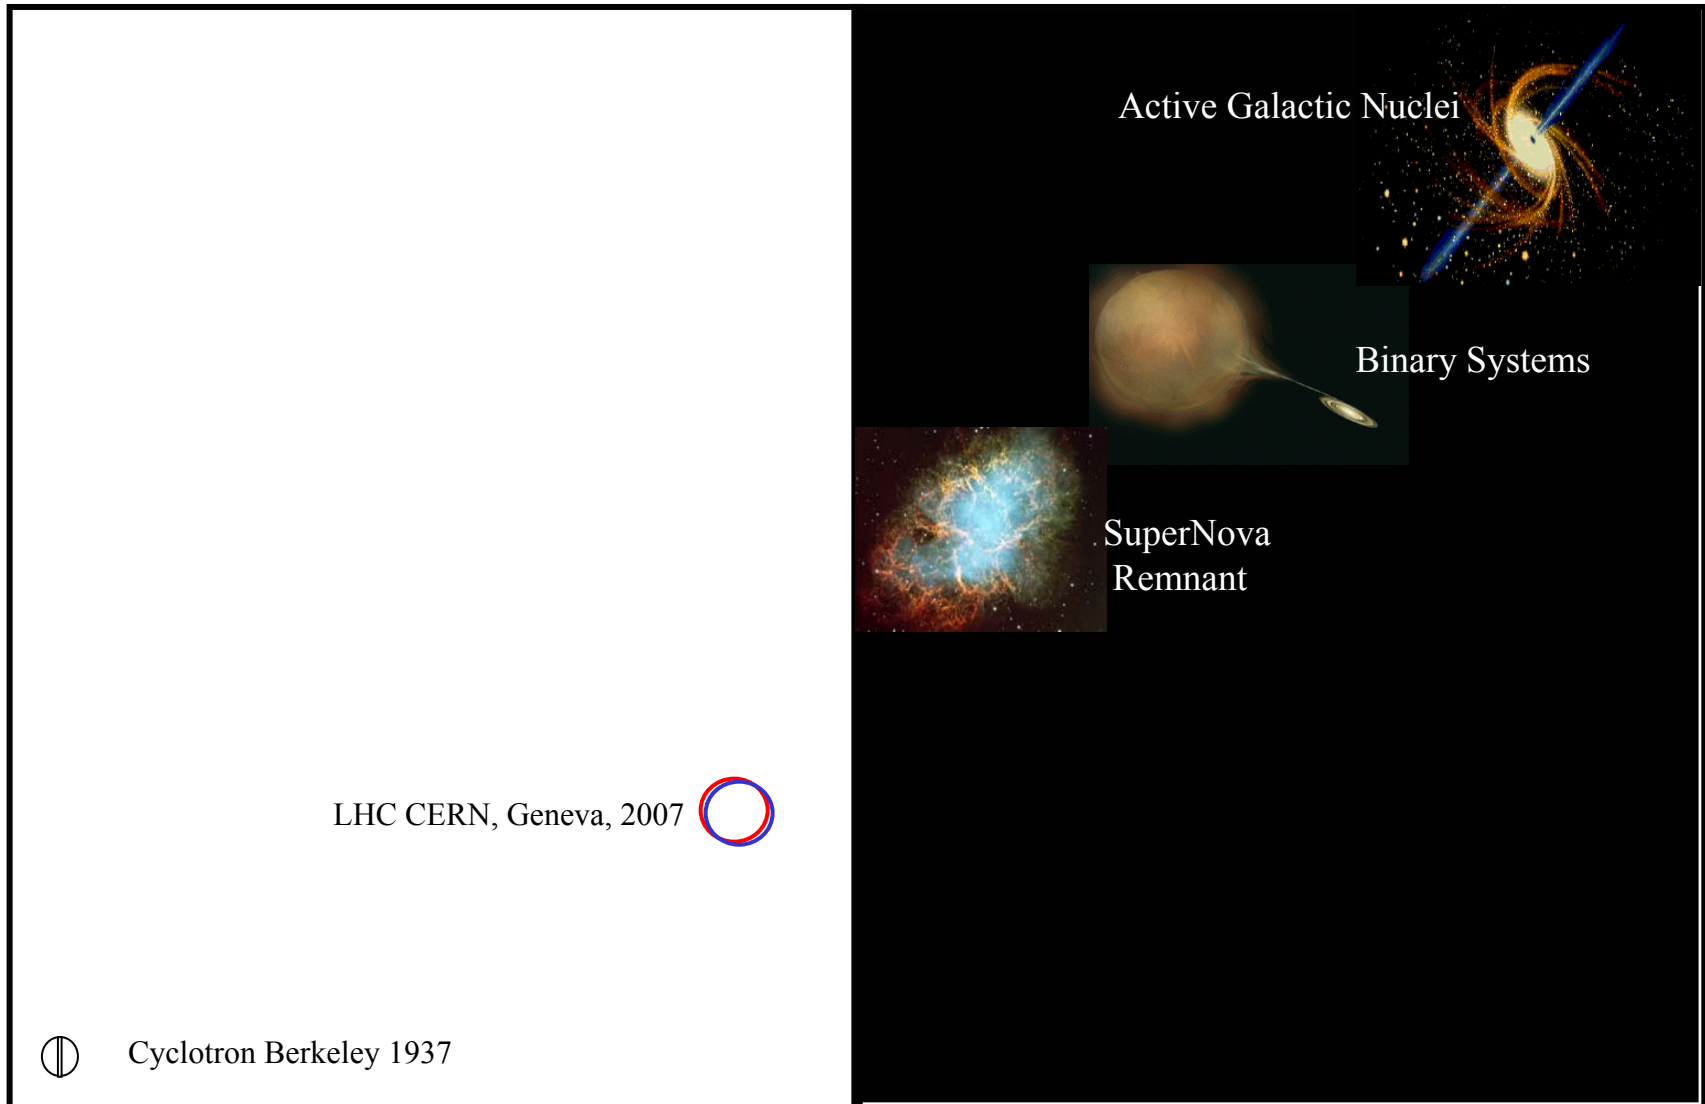 Active Galactic Nuclei
Binary Systems
SuperNova
Remnant
LHC CERN, Geneva, 2007
Cyclotron Berkeley 1937